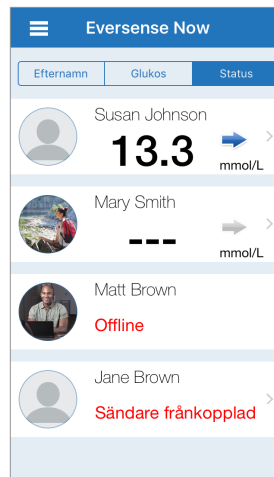 Eversense Now
Efternamn Glukos Status
Susan Johnson
13.3
mmol/L
Mary Smith
---
mmol/L
Matt Brown
Offline
Jane Brown
Sändare frånkopplad